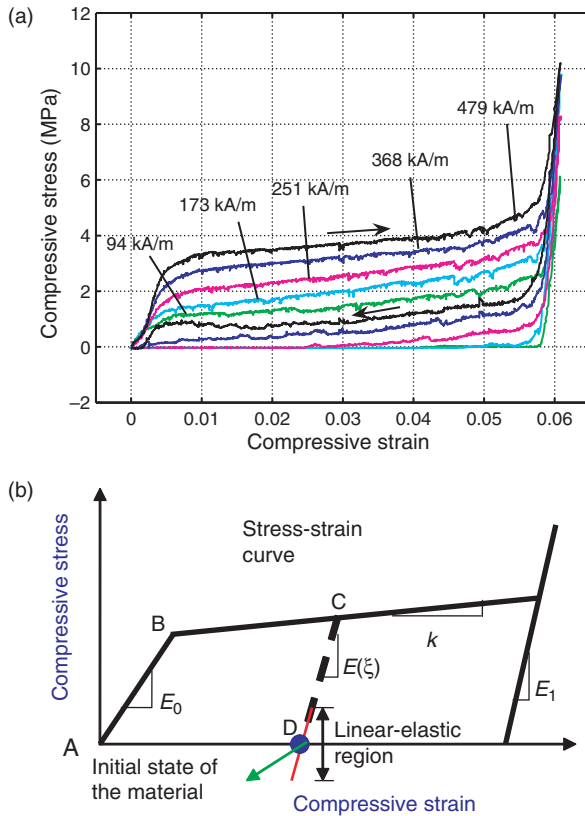 (a)
12
10
8
6
4
2
0
−2
Compressive stress (MPa)
479 kA/m
368 kA/m
251 kA/m
173 kA/m
94 kA/m
0
0.01
0.02
0.03
0.04
0.05
0.06
Compressive strain
(b)
Compressive stress
Stress-strain
curve
B
C
k
E(ξ)
E0
E1
D
Linear-elastic
region
A
Initial state of
the material
Compressive strain